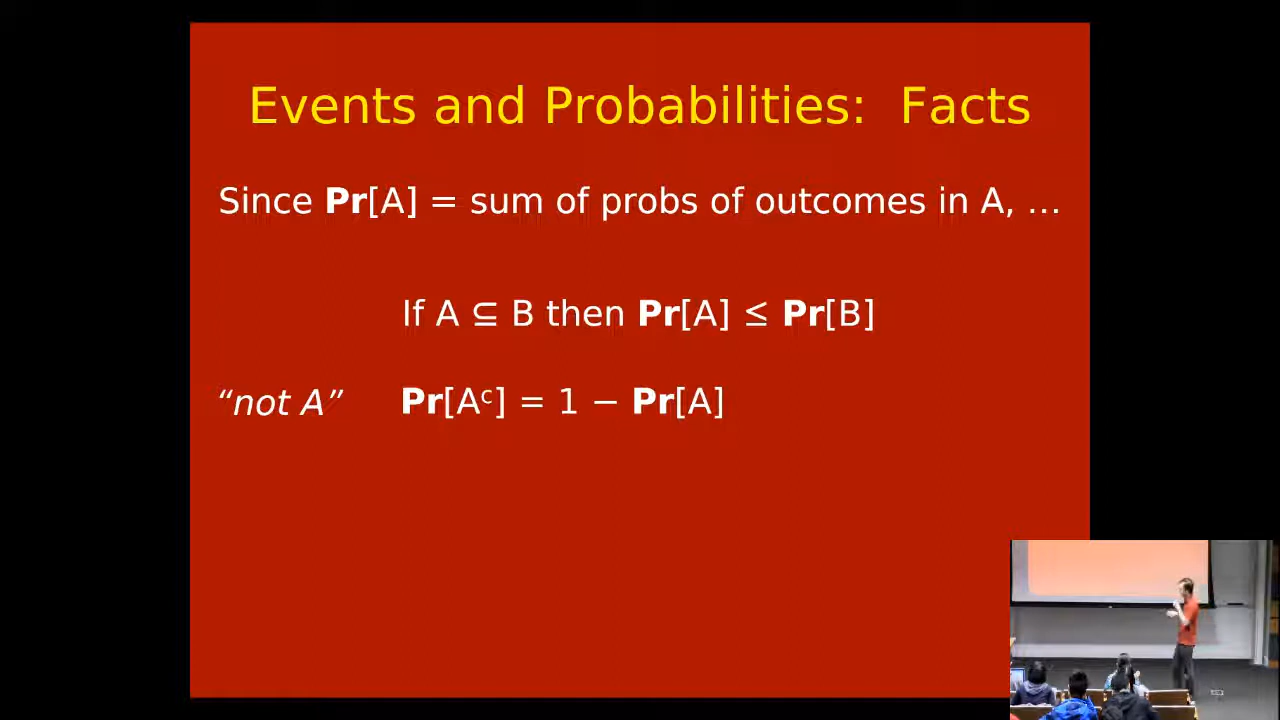 Events and Probabilities:  Facts
Since Pr[A] = sum of probs of outcomes in A, …
If A ⊆ B then Pr[A] ≤ Pr[B]
“not A”   Pr[Aᶜ] = 1 − Pr[A]